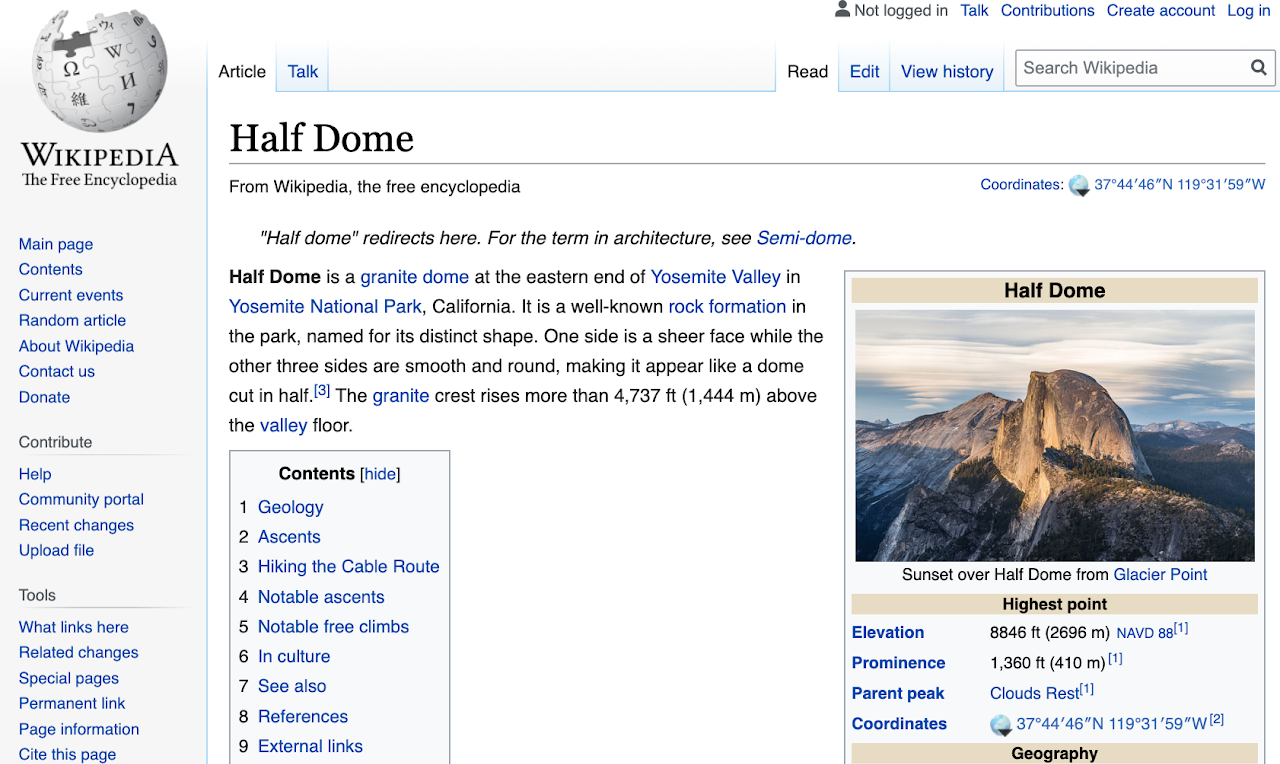 Not logged in Talk Contributions Create account Log in
Article Talk Read Edit View history Search Wikipedia
WIKIPEDIA
The Free Encyclopedia
Main page
Contents
Current events
Random article
About Wikipedia
Contact us
Donate
Contribute
Help
Community portal
Recent changes
Upload file
Tools
What links here
Related changes
Special pages
Permanent link
Page information
Cite this page
Half Dome
From Wikipedia, the free encyclopedia
Coordinates: 37°44′46″N 119°31′59″W
"Half dome" redirects here. For the term in architecture, see Semi-dome.
Half Dome is a granite dome at the eastern end of Yosemite Valley in
Yosemite National Park, California. It is a well-known rock formation in
the park, named for its distinct shape. One side is a sheer face while the
other three sides are smooth and round, making it appear like a dome
cut in half.[3] The granite crest rises more than 4,737 ft (1,444 m) above
the valley floor.
Contents [hide]
1 Geology
2 Ascents
3 Hiking the Cable Route
4 Notable ascents
5 Notable free climbs
6 In culture
7 See also
8 References
9 External links
Half Dome
Sunset over Half Dome from Glacier Point
Highest point
Elevation 8846 ft (2696 m) NAVD 88[1]
Prominence 1,360 ft (410 m)[1]
Parent peak Clouds Rest[1]
Coordinates 37°44′46″N 119°31′59″W[2]
Geography